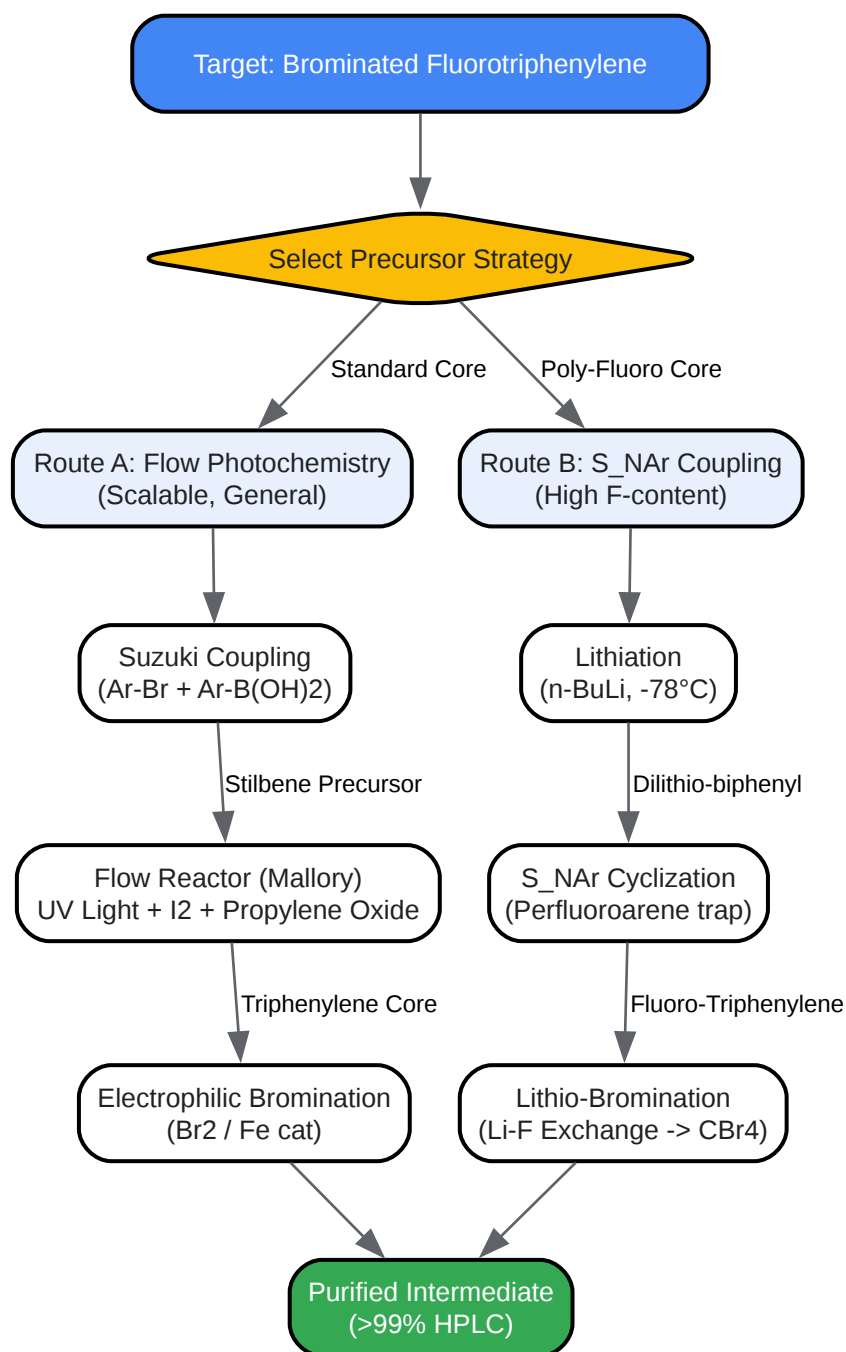 Target: Brominated Fluorotriphenylene
Select Precursor Strategy
Standard Core
Poly-Fluoro Core
Route A: Flow Photochemistry
(Scalable, General)
Route B: S_NAr Coupling
(High F-content)
Suzuki Coupling
(Ar-Br + Ar-B(OH)2)
Lithiation
(n-BuLi, -78°C)
Stilbene Precursor
Dilithio-biphenyl
Flow Reactor (Mallory)
UV Light + I2 + Propylene Oxide
S_NAr Cyclization
(Perfluoroarene trap)
Triphenylene Core
Fluoro-Triphenylene
Electrophilic Bromination
(Br2 / Fe cat)
Lithio-Bromination
(Li-F Exchange -> CBr4)
Purified Intermediate
(>99% HPLC)